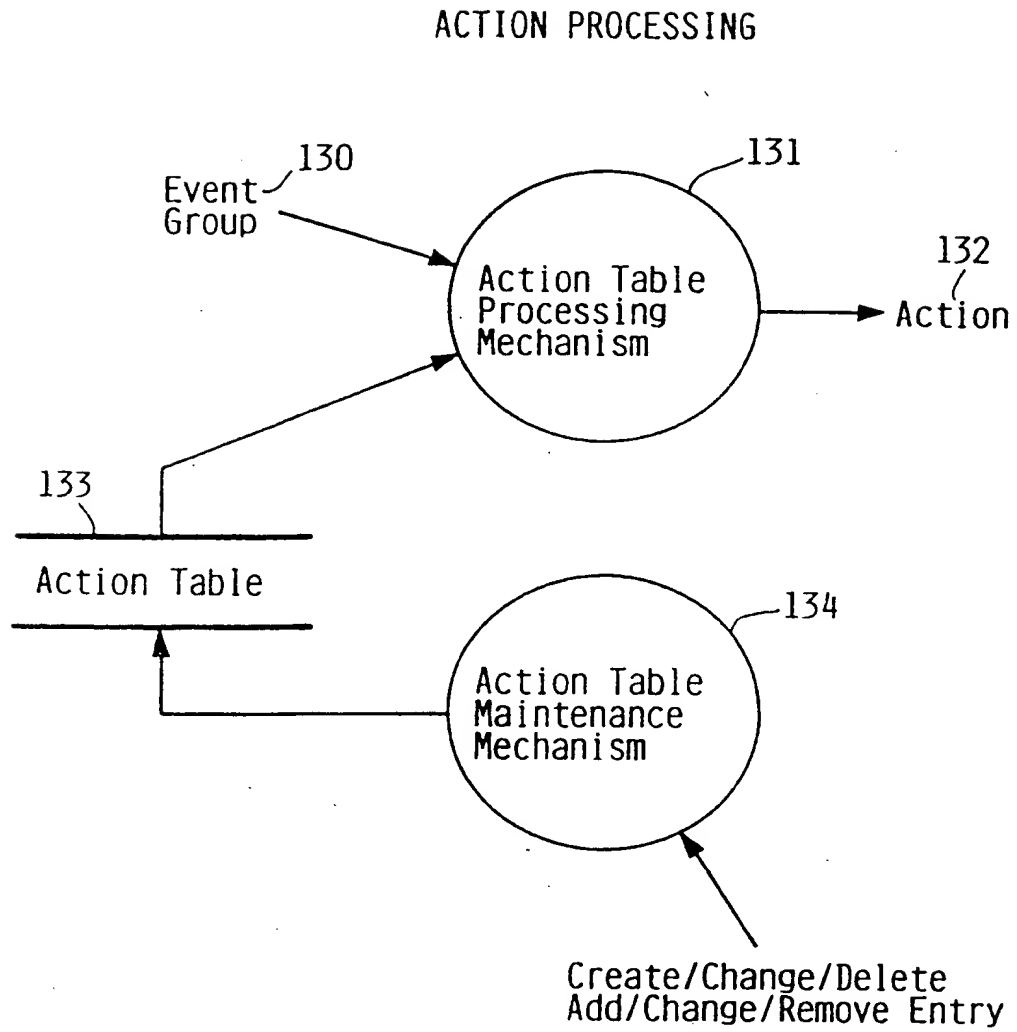 ACTION PROCESSING
130
Event
Group
131
Action Table
Processing
Mechanism
132
Action
133
Action Table
134
Action Table
Maintenance
Mechanism
Create/Change/Delete
Add/Change/Remove Entry